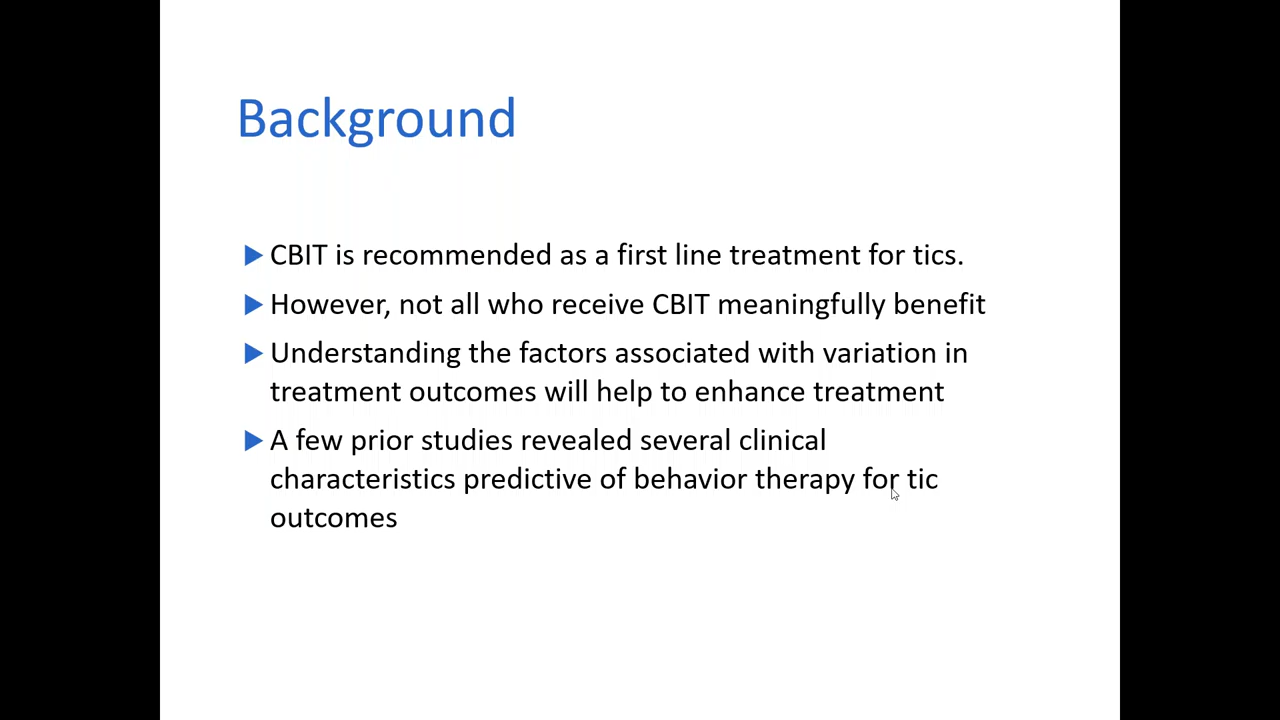 Background
CBIT is recommended as a first line treatment for tics.
However, not all who receive CBIT meaningfully benefit
Understanding the factors associated with variation in
treatment outcomes will help to enhance treatment
A few prior studies revealed several clinical
characteristics predictive of behavior therapy for tic
outcomes